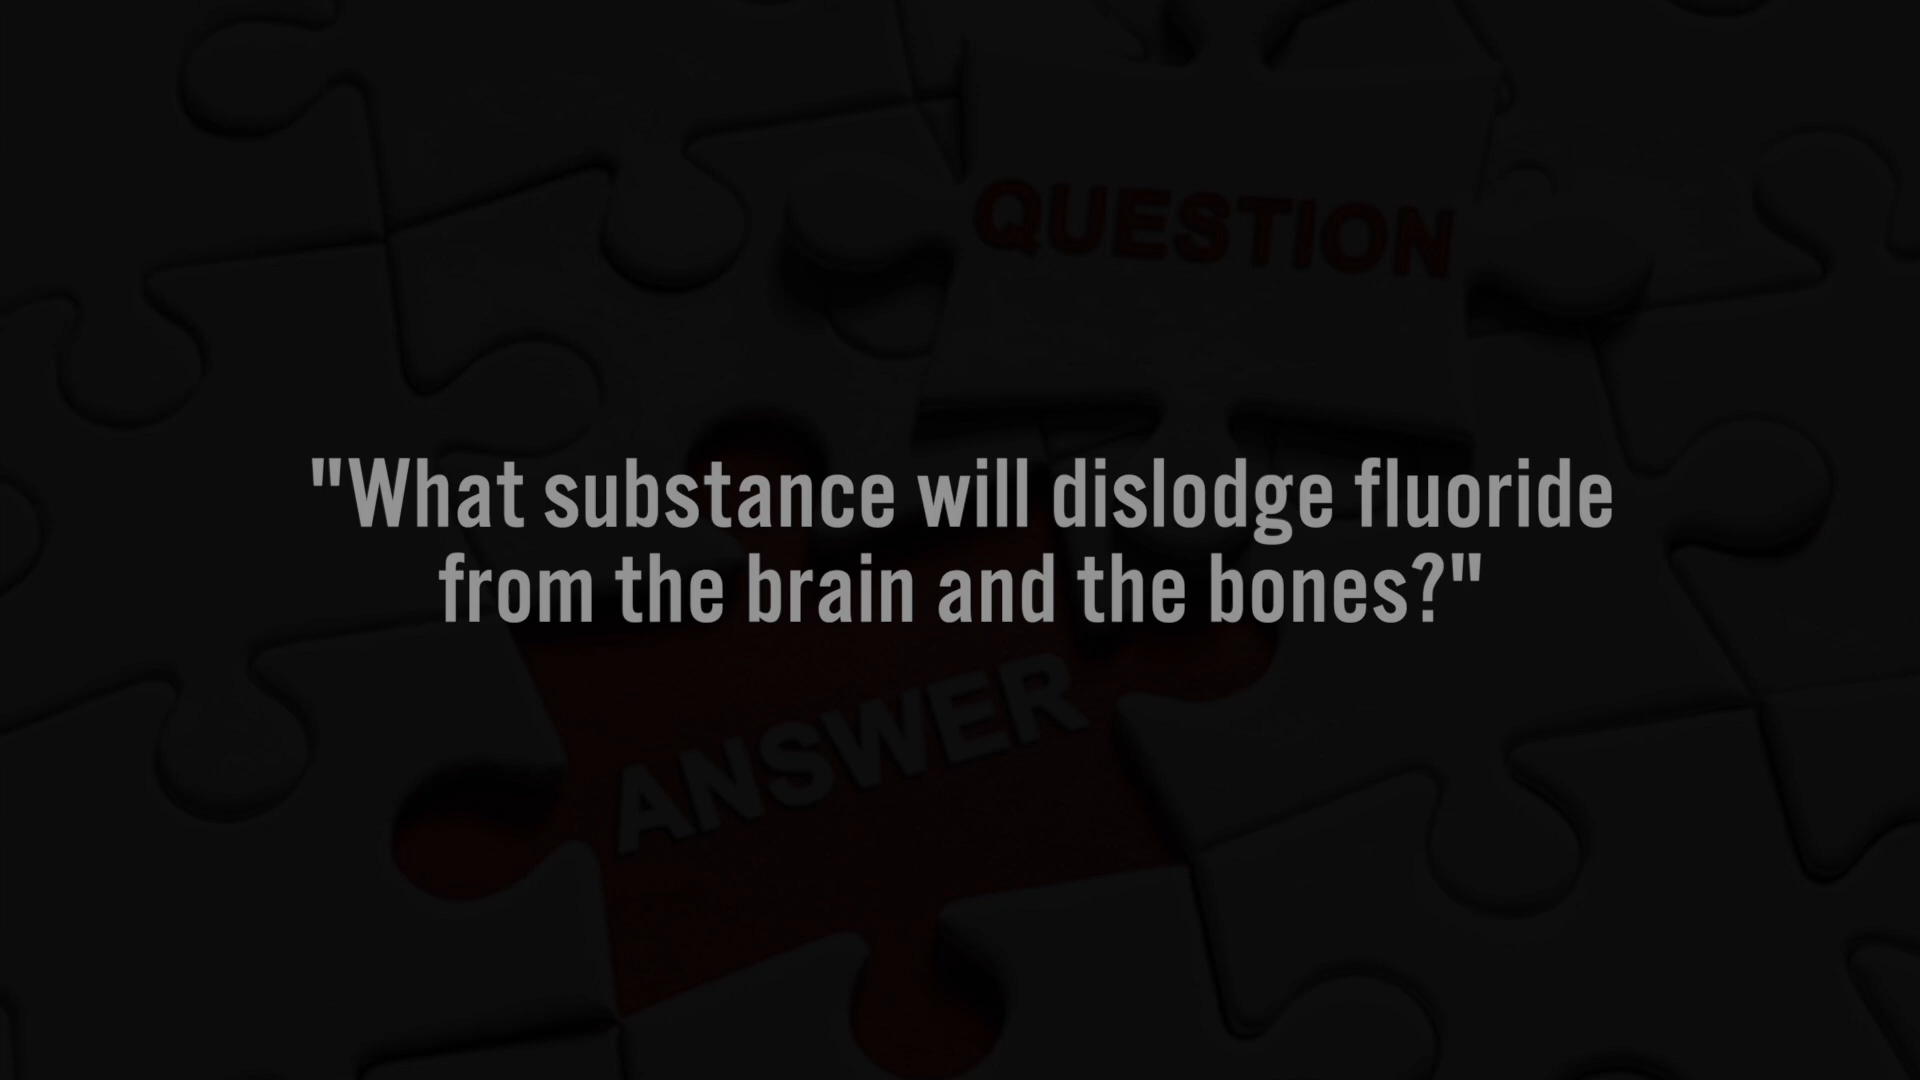 QUESTION
"What substance will dislodge fluoride
from the brain and the bones?"
ANSWER